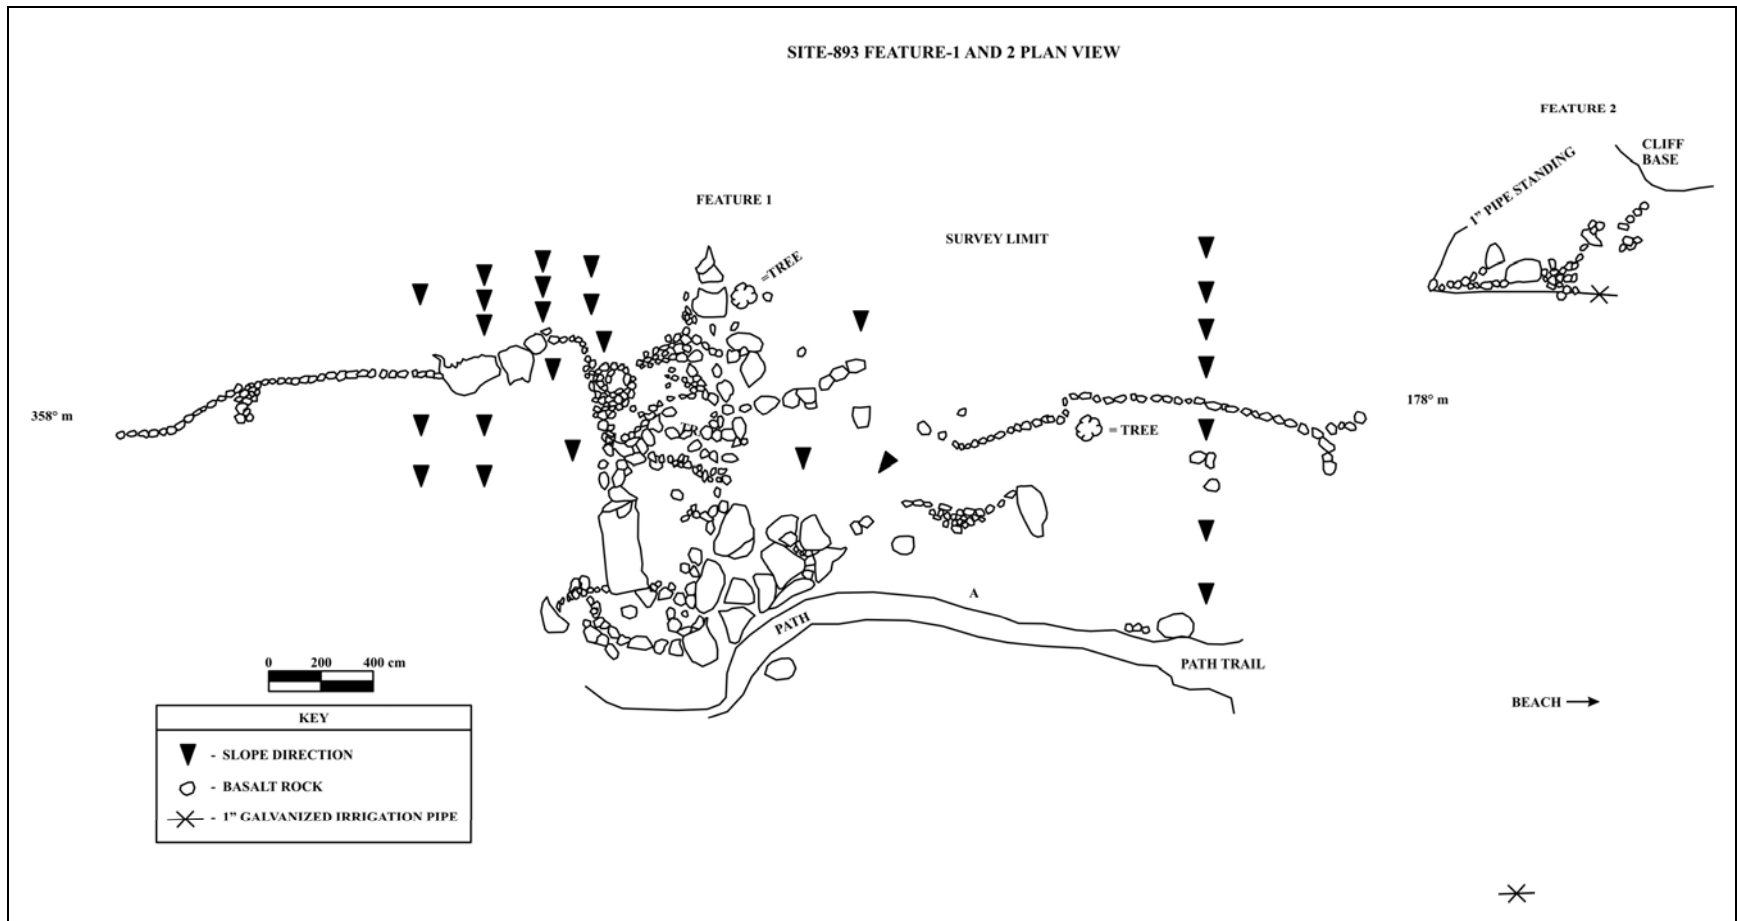 SITE-893 FEATURE-1 AND 2 PLAN VIEW
FEATURE 2
CLIFF
BASE
1" PIPE STANDING
FEATURE 1
SURVEY LIMIT
=TREE
358° m
178° m
= TREE
A
PATH
PATH TRAIL
0 200 400 cm
BEACH
KEY
- SLOPE DIRECTION
- BASALT ROCK
- 1" GALVANIZED IRRIGATION PIPE